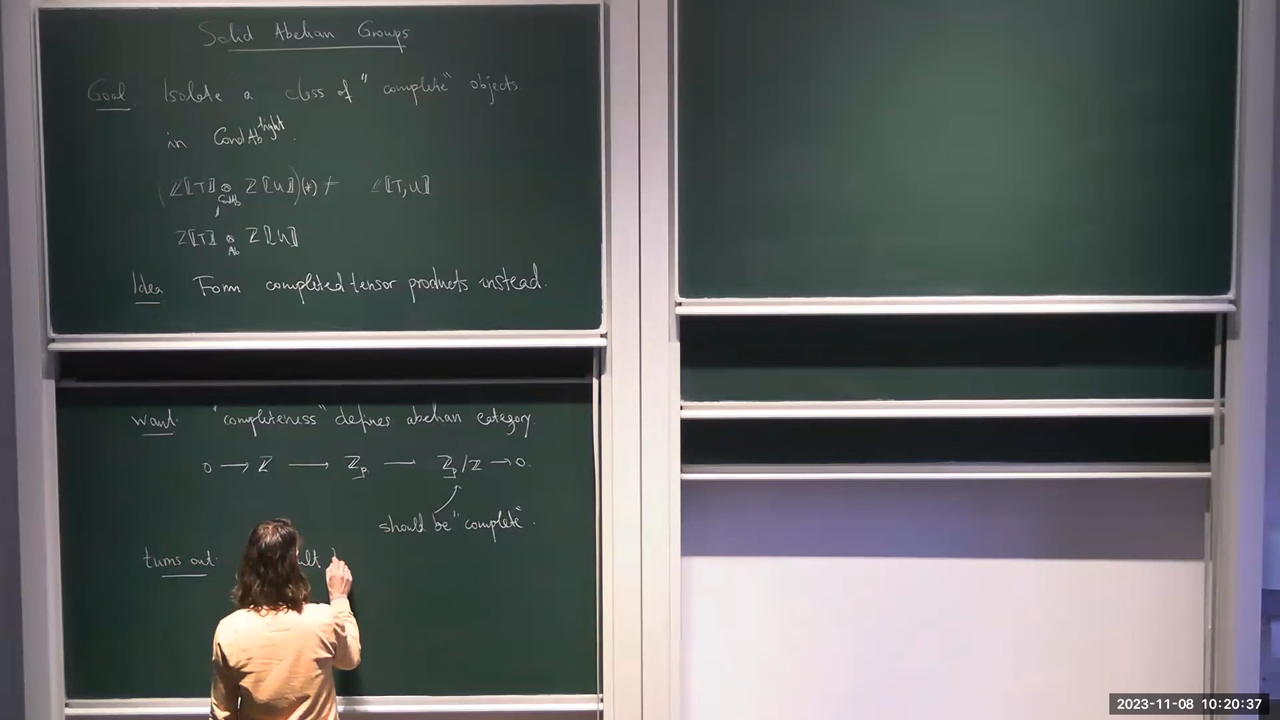 Solid Abelian Groups
Goal Isolate a class of "complete" objects
in CondAb^light.
(ℤ[[T]] ⊗_CondAb ℤ[[U]])(*) ≠ ℤ[[T,U]]
ℤ[[T]] ⊗_Ab ℤ[[U]]
Idea Form completed tensor products instead.
Want: "completeness" defines abelian category.
0 → ℤ → ℤ_p → ℤ_p/ℤ → 0.
should be "complete".
turns out:
2023-11-08 10:20:37